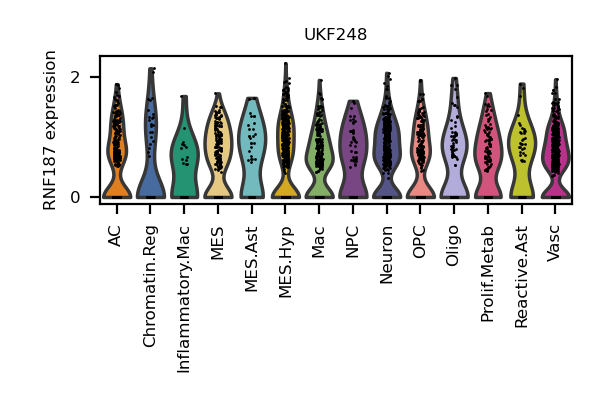 UKF248
RNF187 expression
2
0
AC
Chromatin.Reg
Inflammatory.Mac
MES
MES.Ast
MES.Hyp
Mac
NPC
Neuron
OPC
Oligo
Prolif.Metab
Reactive.Ast
Vasc